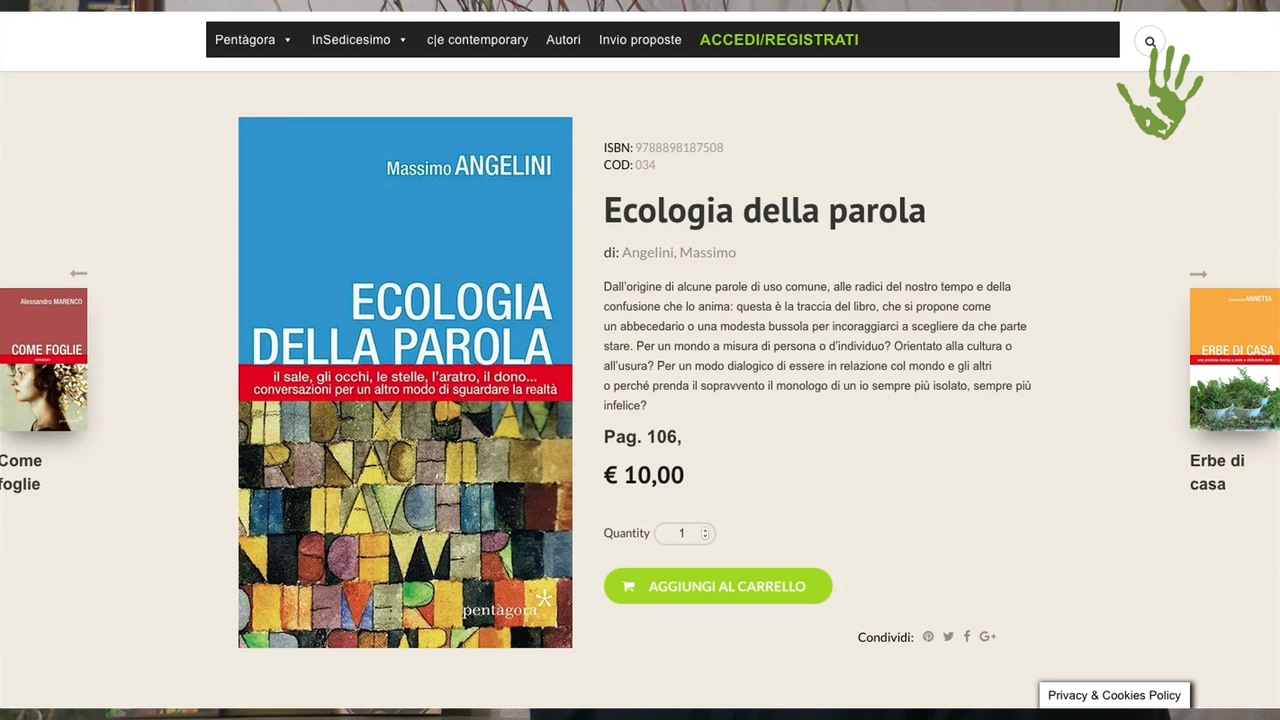 Pentàgora
InSedicesimo
c|e contemporary
Autori
Invio proposte
ACCEDI/REGISTRATI
Massimo ANGELINI
ECOLOGIA
DELLA PAROLA
il sale, gli occhi, le stelle, l'aratro, il dono...
conversazioni per un altro modo di sguardare la realtà
pentàgora
ISBN: 9788898187508
COD: 034
Ecologia della parola
di: Angelini, Massimo
Dall'origine di alcune parole di uso comune, alle radici del nostro tempo e della
confusione che lo anima: questa è la traccia del libro, che si propone come
un abbecedario o una modesta bussola per incoraggiarci a scegliere da che parte
stare. Per un mondo a misura di persona o d'individuo? Orientato alla cultura o
all'usura? Per un modo dialogico di essere in relazione col mondo e gli altri
o perché prenda il sopravvento il monologo di un io sempre più isolato, sempre più
infelice?
Pag. 106,
€ 10,00
Quantity 1
AGGIUNGI AL CARRELLO
Condividi:
Alessandro MARENCO
COME FOGLIE
romanzo
Come
foglie
ANNETTA
ERBE DI CASA
Erbe di
casa
Privacy & Cookies Policy